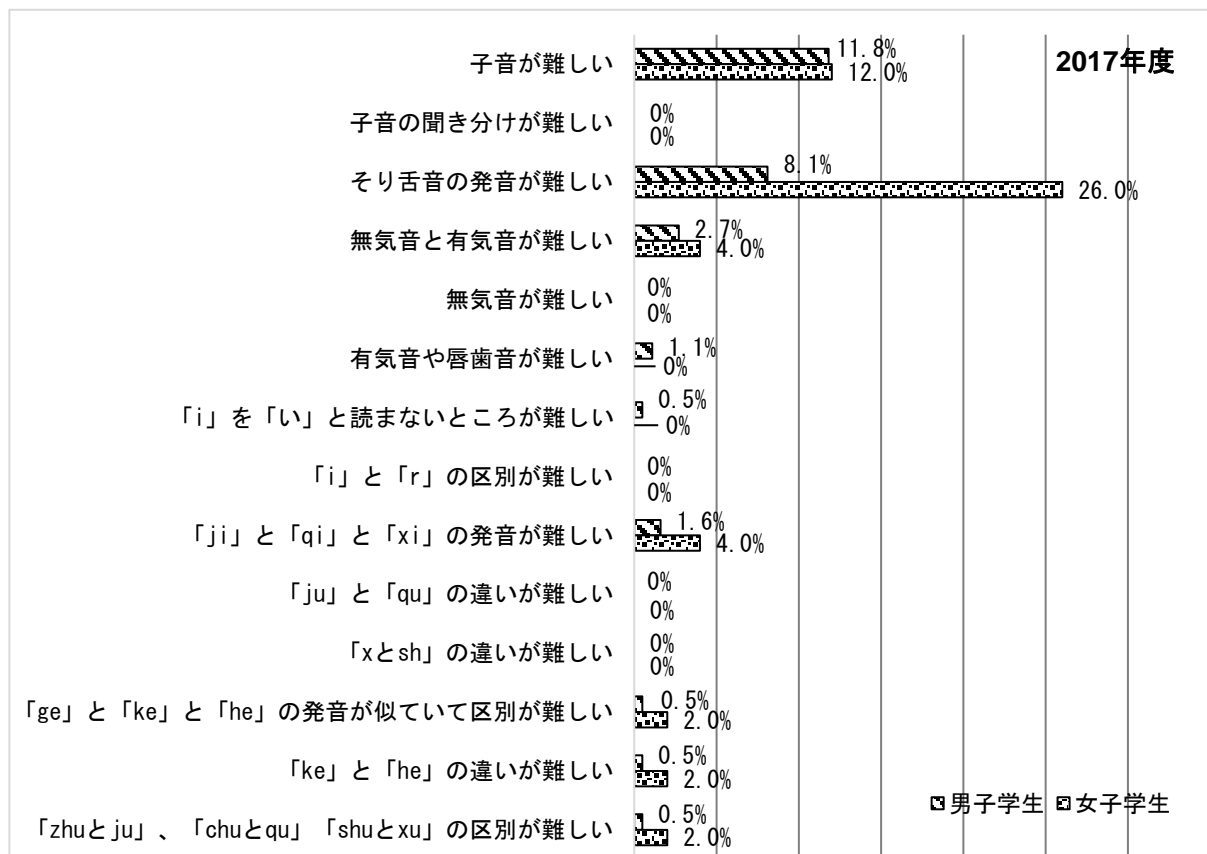 2017年度
子音が難しい
11.8%
12.0%
子音の聞き分けが難しい
0%
0%
そり舌音の発音が難しい
8.1%
26.0%
無気音と有気音が難しい
2.7%
4.0%
無気音が難しい
0%
0%
有気音や唇歯音が難しい
1.1%
0%
「i」を「い」と読まないところが難しい
0.5%
0%
「i」と「r」の区別が難しい
0%
0%
「ji」と「qi」と「xi」の発音が難しい
1.6%
4.0%
「ju」と「qu」の違いが難しい
0%
0%
「xとsh」の違いが難しい
0%
0%
「ge」と「ke」と「he」の発音が似ていて区別が難しい
0.5%
2.0%
「ke」と「he」の違いが難しい
0.5%
2.0%
「zhuとju」、「chuとqu」「shuとxu」の区別が難しい
0.5%
2.0%
男子学生 女子学生